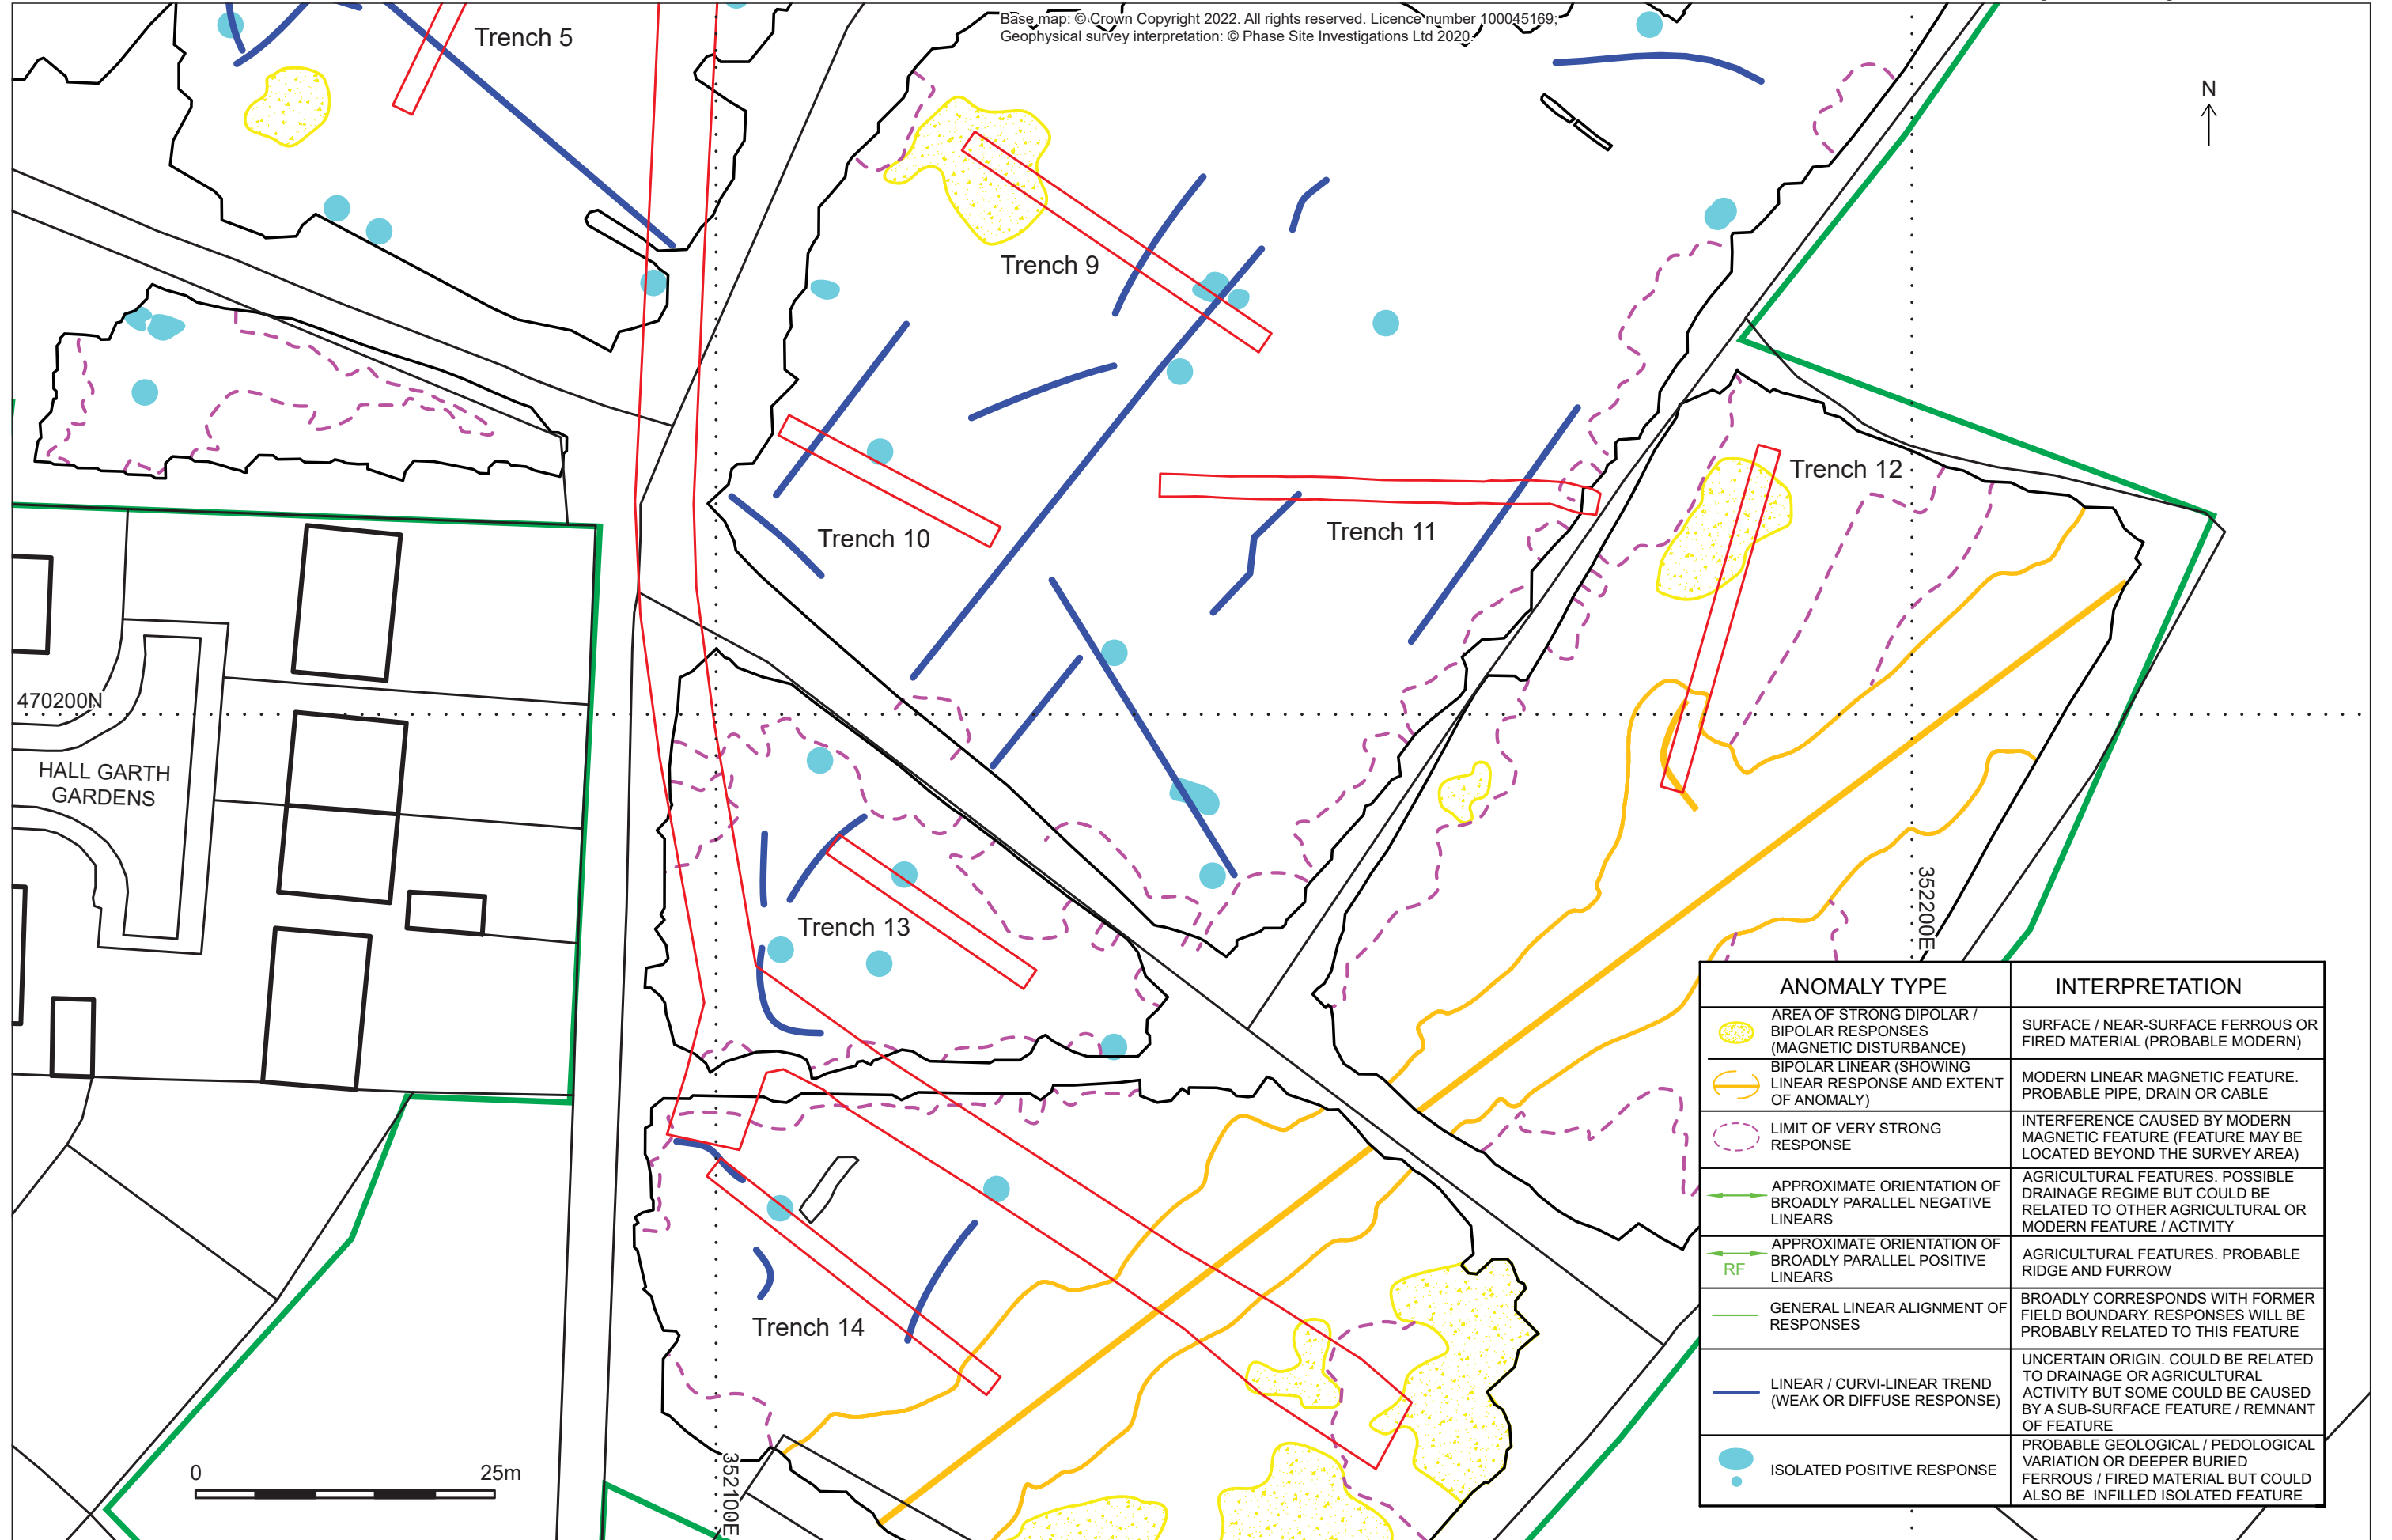 Base map: © Crown Copyright 2022. All rights reserved. Licence number 100045169;
Geophysical survey interpretation: © Phase Site Investigations Ltd 2020.
Trench 5
N
Trench 9
Trench 12
Trench 10
Trench 11
470200N
HALL GARTH
GARDENS
352200E
Trench 13
Trench 14
352100E
0 25m
ANOMALY TYPE INTERPRETATION
AREA OF STRONG DIPOLAR /
BIPOLAR RESPONSES
(MAGNETIC DISTURBANCE)
SURFACE / NEAR-SURFACE FERROUS OR
FIRED MATERIAL (PROBABLE MODERN)
BIPOLAR LINEAR (SHOWING
LINEAR RESPONSE AND EXTENT
OF ANOMALY)
MODERN LINEAR MAGNETIC FEATURE.
PROBABLE PIPE, DRAIN OR CABLE
LIMIT OF VERY STRONG
RESPONSE
INTERFERENCE CAUSED BY MODERN
MAGNETIC FEATURE (FEATURE MAY BE
LOCATED BEYOND THE SURVEY AREA)
APPROXIMATE ORIENTATION OF
BROADLY PARALLEL NEGATIVE
LINEARS
AGRICULTURAL FEATURES. POSSIBLE
DRAINAGE REGIME BUT COULD BE
RELATED TO OTHER AGRICULTURAL OR
MODERN FEATURE / ACTIVITY
RF
APPROXIMATE ORIENTATION OF
BROADLY PARALLEL POSITIVE
LINEARS
AGRICULTURAL FEATURES. PROBABLE
RIDGE AND FURROW
GENERAL LINEAR ALIGNMENT OF
RESPONSES
BROADLY CORRESPONDS WITH FORMER
FIELD BOUNDARY. RESPONSES WILL BE
PROBABLY RELATED TO THIS FEATURE
LINEAR / CURVI-LINEAR TREND
(WEAK OR DIFFUSE RESPONSE)
UNCERTAIN ORIGIN. COULD BE RELATED
TO DRAINAGE OR AGRICULTURAL
ACTIVITY BUT SOME COULD BE CAUSED
BY A SUB-SURFACE FEATURE / REMNANT
OF FEATURE
ISOLATED POSITIVE RESPONSE
PROBABLE GEOLOGICAL / PEDOLOGICAL
VARIATION OR DEEPER BURIED
FERROUS / FIRED MATERIAL BUT COULD
ALSO BE INFILLED ISOLATED FEATURE